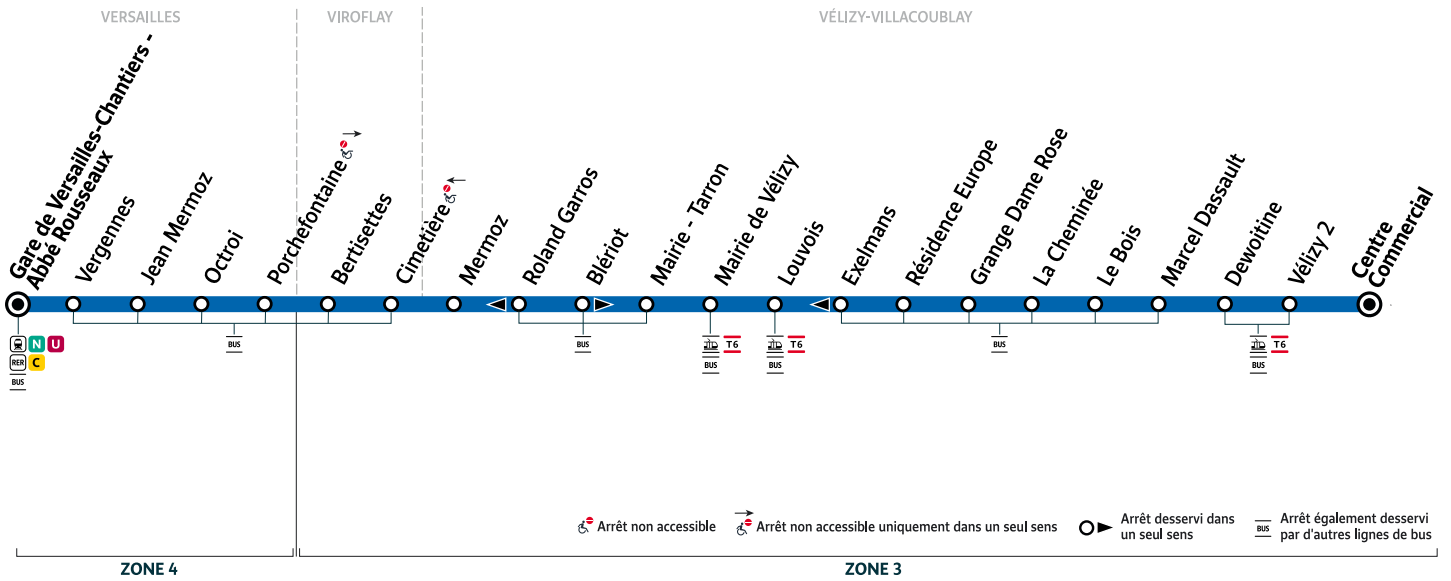 VERSAILLES
VIROFLAY
VÉLIZY-VILLACOUBLAY
Gare de Versailles-Chantiers -
Abbé Rousseaux
Vergennes
Jean Mermoz
Octroi
Porchefontaine
Bertisettes
Cimetière
Mermoz
Roland Garros
Blériot
Mairie - Tarron
Mairie de Vélizy
Louvois
Exelmans
Résidence Europe
Grange Dame Rose
La Cheminée
Le Bois
Marcel Dassault
Dewoitine
Vélizy 2
Centre
Commercial
N U
RER C
BUS
BUS
BUS
T6
BUS
T6
BUS
BUS
T6
BUS
Arrêt non accessible
Arrêt non accessible uniquement dans un seul sens
Arrêt desservi dans
un seul sens
BUS
Arrêt également desservi
par d'autres lignes de bus
ZONE 4
ZONE 3